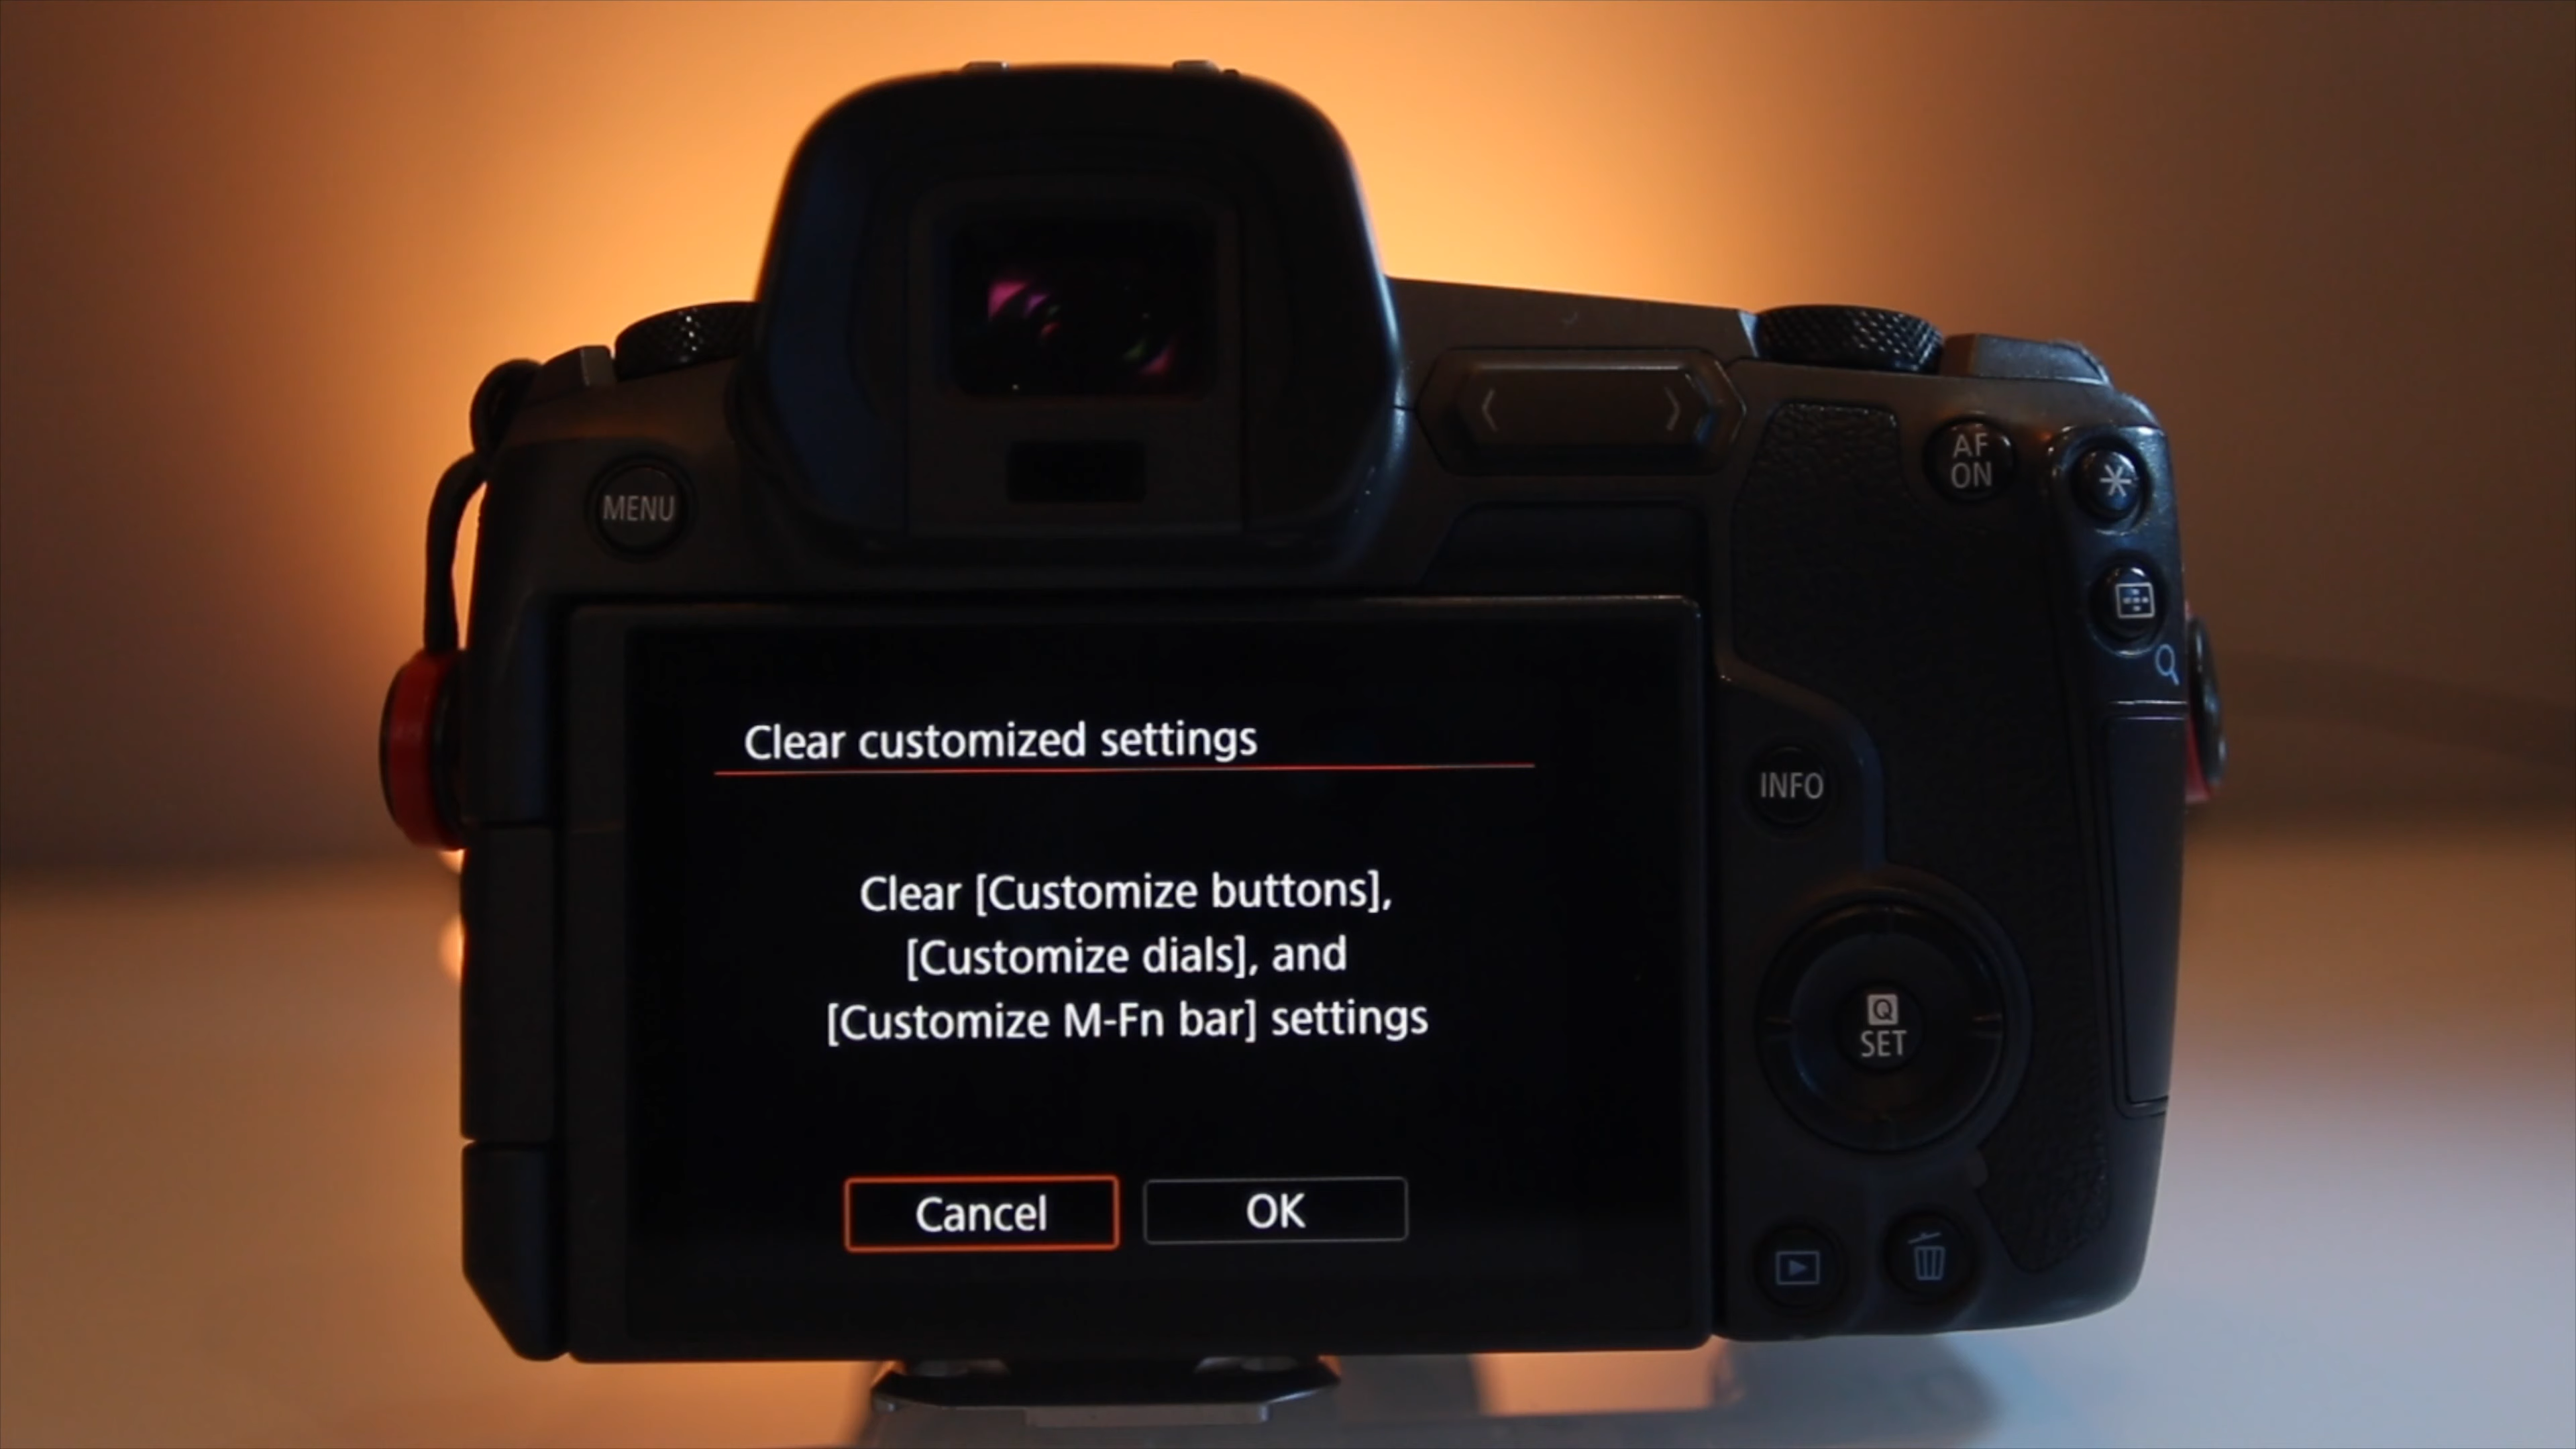 MENU
AF
ON
Clear customized settings
INFO
Clear [Customize buttons],
[Customize dials], and
[Customize M-Fn bar] settings
Q
SET
Cancel
OK